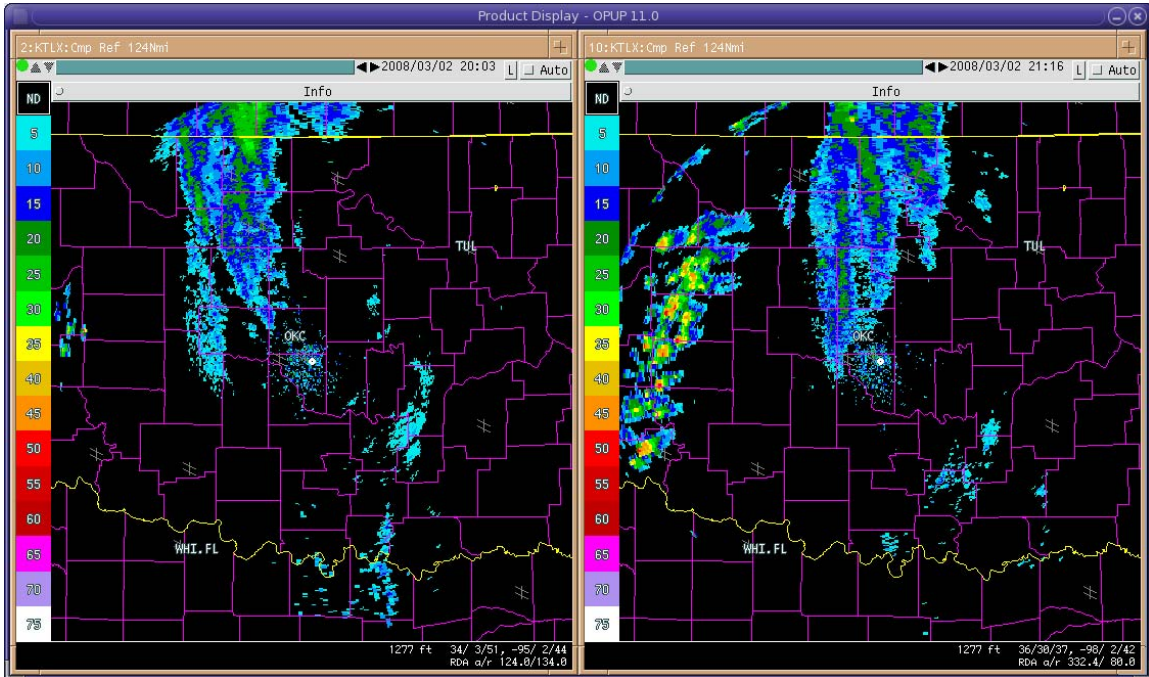 Product Display - OPUP 11.0
2:KTLX:Cmp Ref 124Nmi
2008/03/02 20:03 L Auto
Info
ND
5
10
15
20
25
30
35
40
45
50
55
60
65
70
75
TUL
OKC
WHI.FL
1277 ft 34/ 3/51, -95/ 2/44
RDA a/r 124.0/134.0
10:KTLX:Cmp Ref 124Nmi
2008/03/02 21:16 L Auto
Info
ND
5
10
15
20
25
30
35
40
45
50
55
60
65
70
75
TUL
OKC
WHI.FL
1277 ft 36/30/37, -98/ 2/42
RDA a/r 332.4/ 80.0